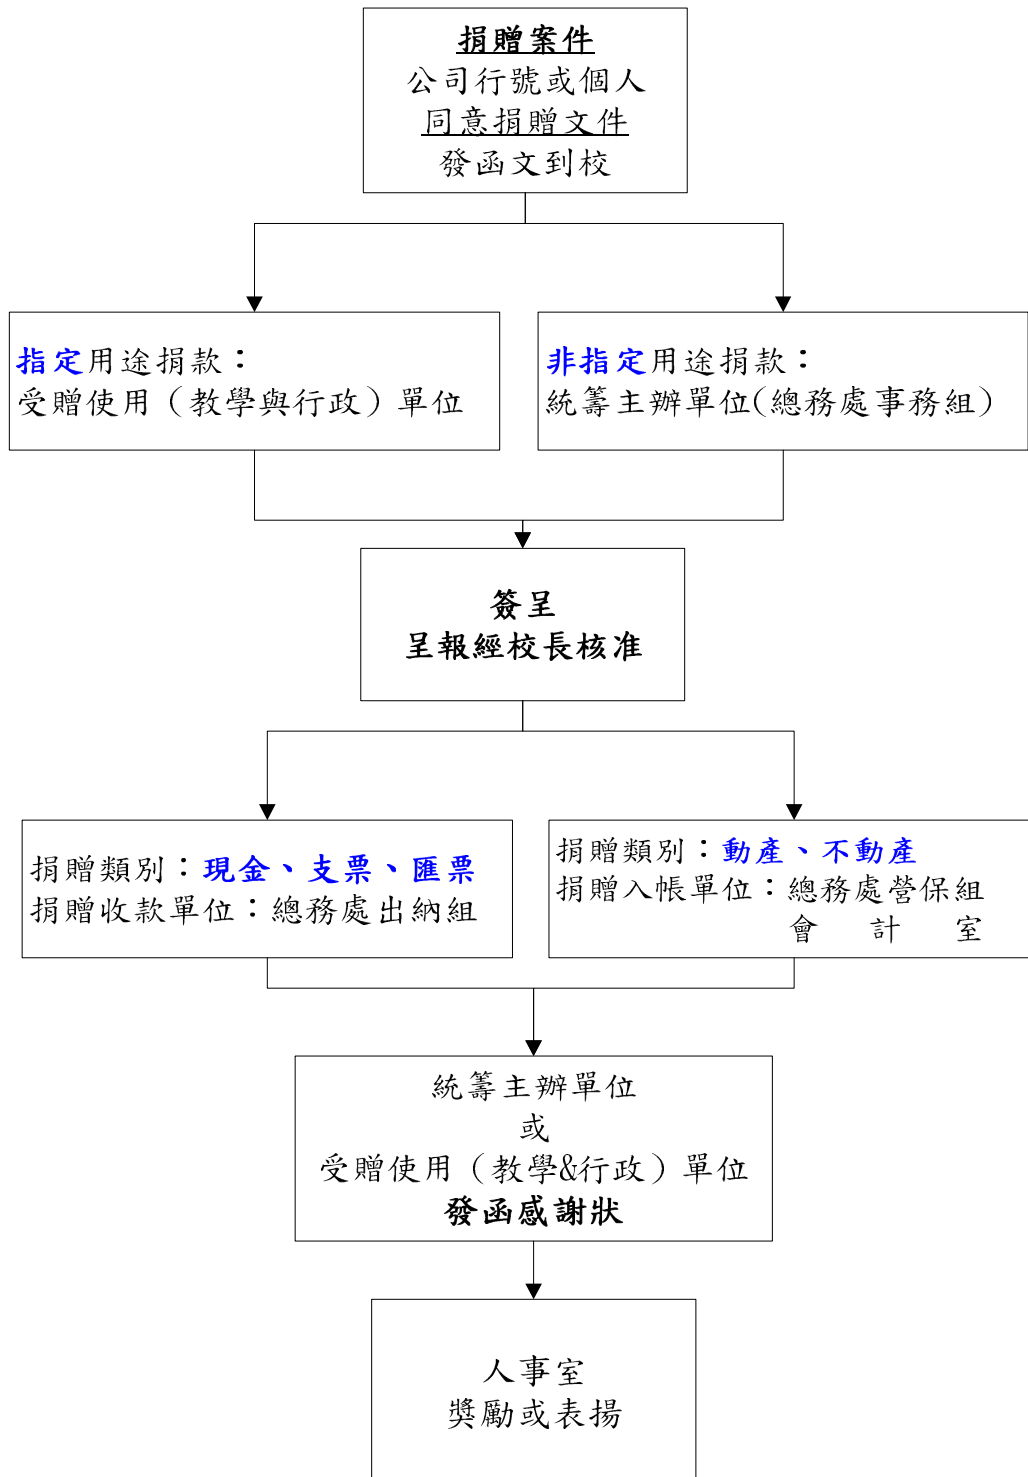 捐贈案件
公司行號或個人
同意捐贈文件
發函文到校
指定用途捐款：
受贈使用（教學與行政）單位
非指定用途捐款：
統籌主辦單位(總務處事務組)
簽呈
呈報經校長核准
捐贈類別：現金、支票、匯票
捐贈收款單位：總務處出納組
捐贈類別：動產、不動產
捐贈入帳單位：總務處營保組
會 計 室
統籌主辦單位
或
受贈使用（教學&行政）單位
發函感謝狀
人事室
獎勵或表揚